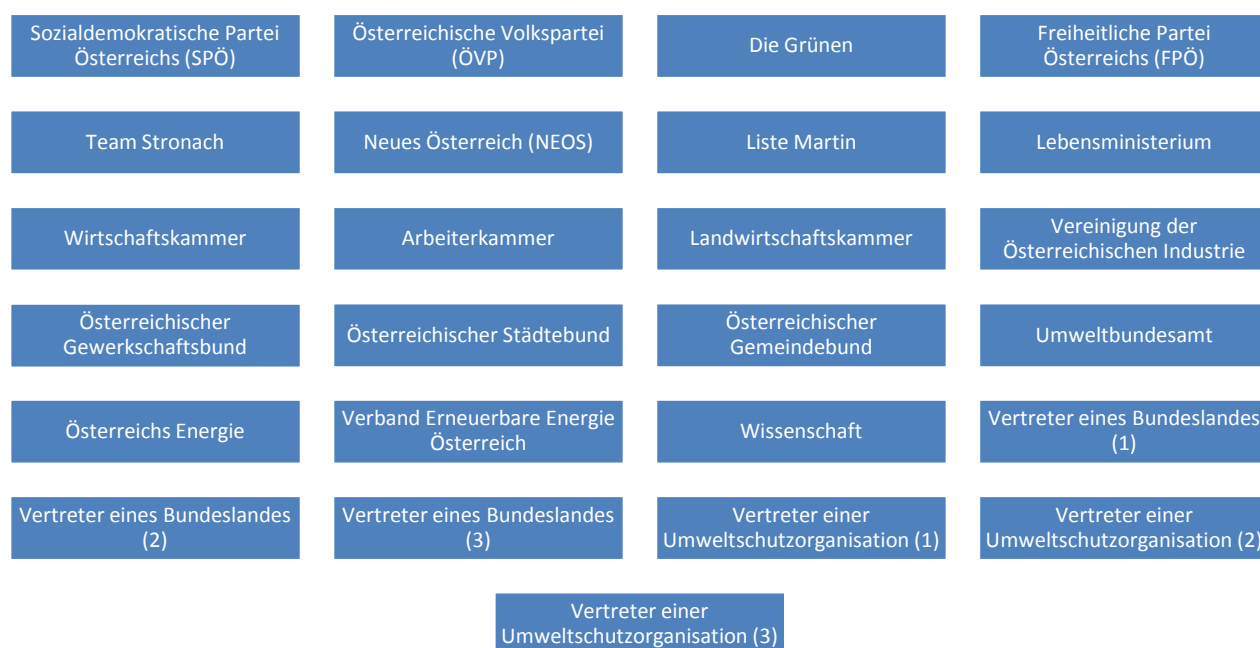 Sozialdemokratische Partei
Österreichs (SPÖ)
Österreichische Volkspartei
(ÖVP)
Die Grünen
Freiheitliche Partei
Österreichs (FPÖ)
Team Stronach
Neues Österreich (NEOS)
Liste Martin
Lebensministerium
Wirtschaftskammer
Arbeiterkammer
Landwirtschaftskammer
Vereinigung der
Österreichischen Industrie
Österreichischer
Gewerkschaftsbund
Österreichischer Städtebund
Österreichischer
Gemeindebund
Umweltbundesamt
Österreichs Energie
Verband Erneuerbare Energie
Österreich
Wissenschaft
Vertreter eines Bundeslandes
(1)
Vertreter eines Bundeslandes
(2)
Vertreter eines Bundeslandes
(3)
Vertreter einer
Umweltschutzorganisation (1)
Vertreter einer
Umweltschutzorganisation (2)
Vertreter einer
Umweltschutzorganisation (3)